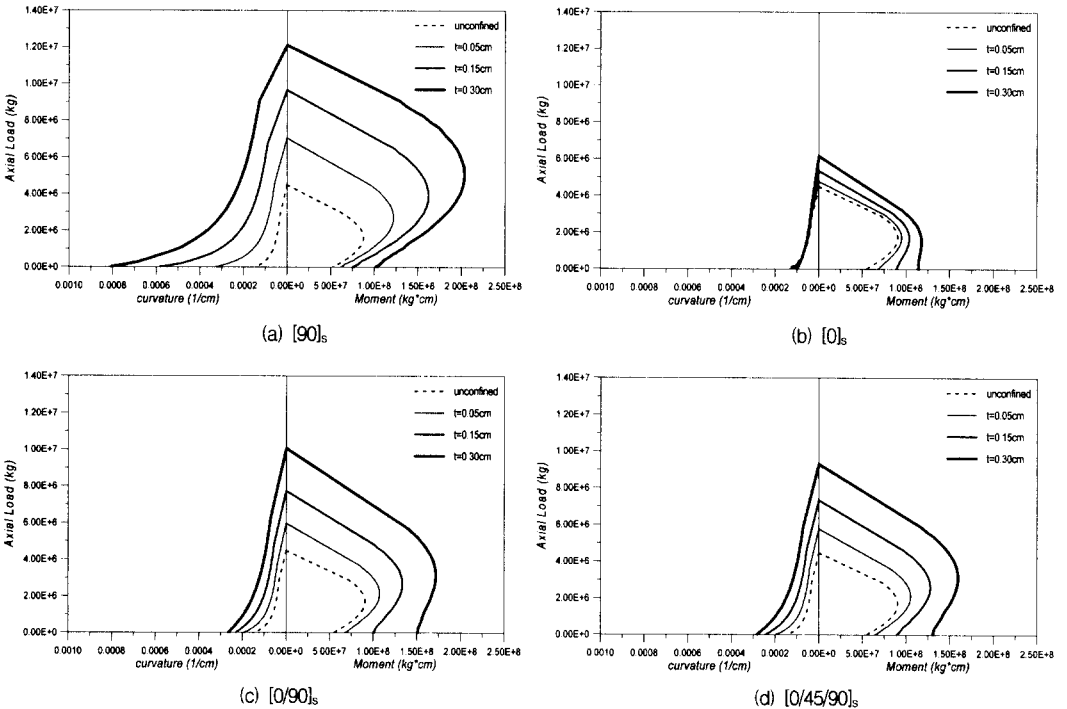 1.40E+7
1.20E+7
1.00E+7
8.00E+6
6.00E+6
4.00E+6
2.00E+6
0.00E+0
Axial Load (kg)
unconfined
t=0.05cm
t=0.15cm
t=0.30cm
0.0010 0.0008 0.0006 0.0004 0.0002 0.00E+0 5.00E+7 1.00E+8 1.50E+8 2.00E+8 2.50E+8
curvature (1/cm) Moment (kg*cm)
(a) [90]s
1.40E+7
1.20E+7
1.00E+7
8.00E+6
6.00E+6
4.00E+6
2.00E+6
0.00E+0
Axial Load (kg)
unconfined
t=0.05cm
t=0.15cm
t=0.30cm
0.0010 0.0008 0.0006 0.0004 0.0002 0.00E+0 5.00E+7 1.00E+8 1.50E+8 2.00E+8 2.50E+8
curvature (1/cm) Moment (kg*cm)
(b) [0]s
1.40E+7
1.20E+7
1.00E+7
8.00E+6
6.00E+6
4.00E+6
2.00E+6
0.00E+0
Axial Load (kg)
unconfined
t=0.05cm
t=0.15cm
t=0.30cm
0.0010 0.0008 0.0006 0.0004 0.0002 0.00E+0 5.00E+7 1.00E+8 1.50E+8 2.00E+8 2.50E+8
curvature (1/cm) Moment (kg*cm)
(c) [0/90]s
1.40E+7
1.20E+7
1.00E+7
8.00E+6
6.00E+6
4.00E+6
2.00E+6
0.00E+0
Axial Load (kg)
unconfined
t=0.05cm
t=0.15cm
t=0.30cm
0.0010 0.0008 0.0006 0.0004 0.0002 0.00E+0 5.00E+7 1.00E+8 1.50E+8 2.00E+8 2.50E+8
curvature (1/cm) Moment (kg*cm)
(d) [0/45/90]s